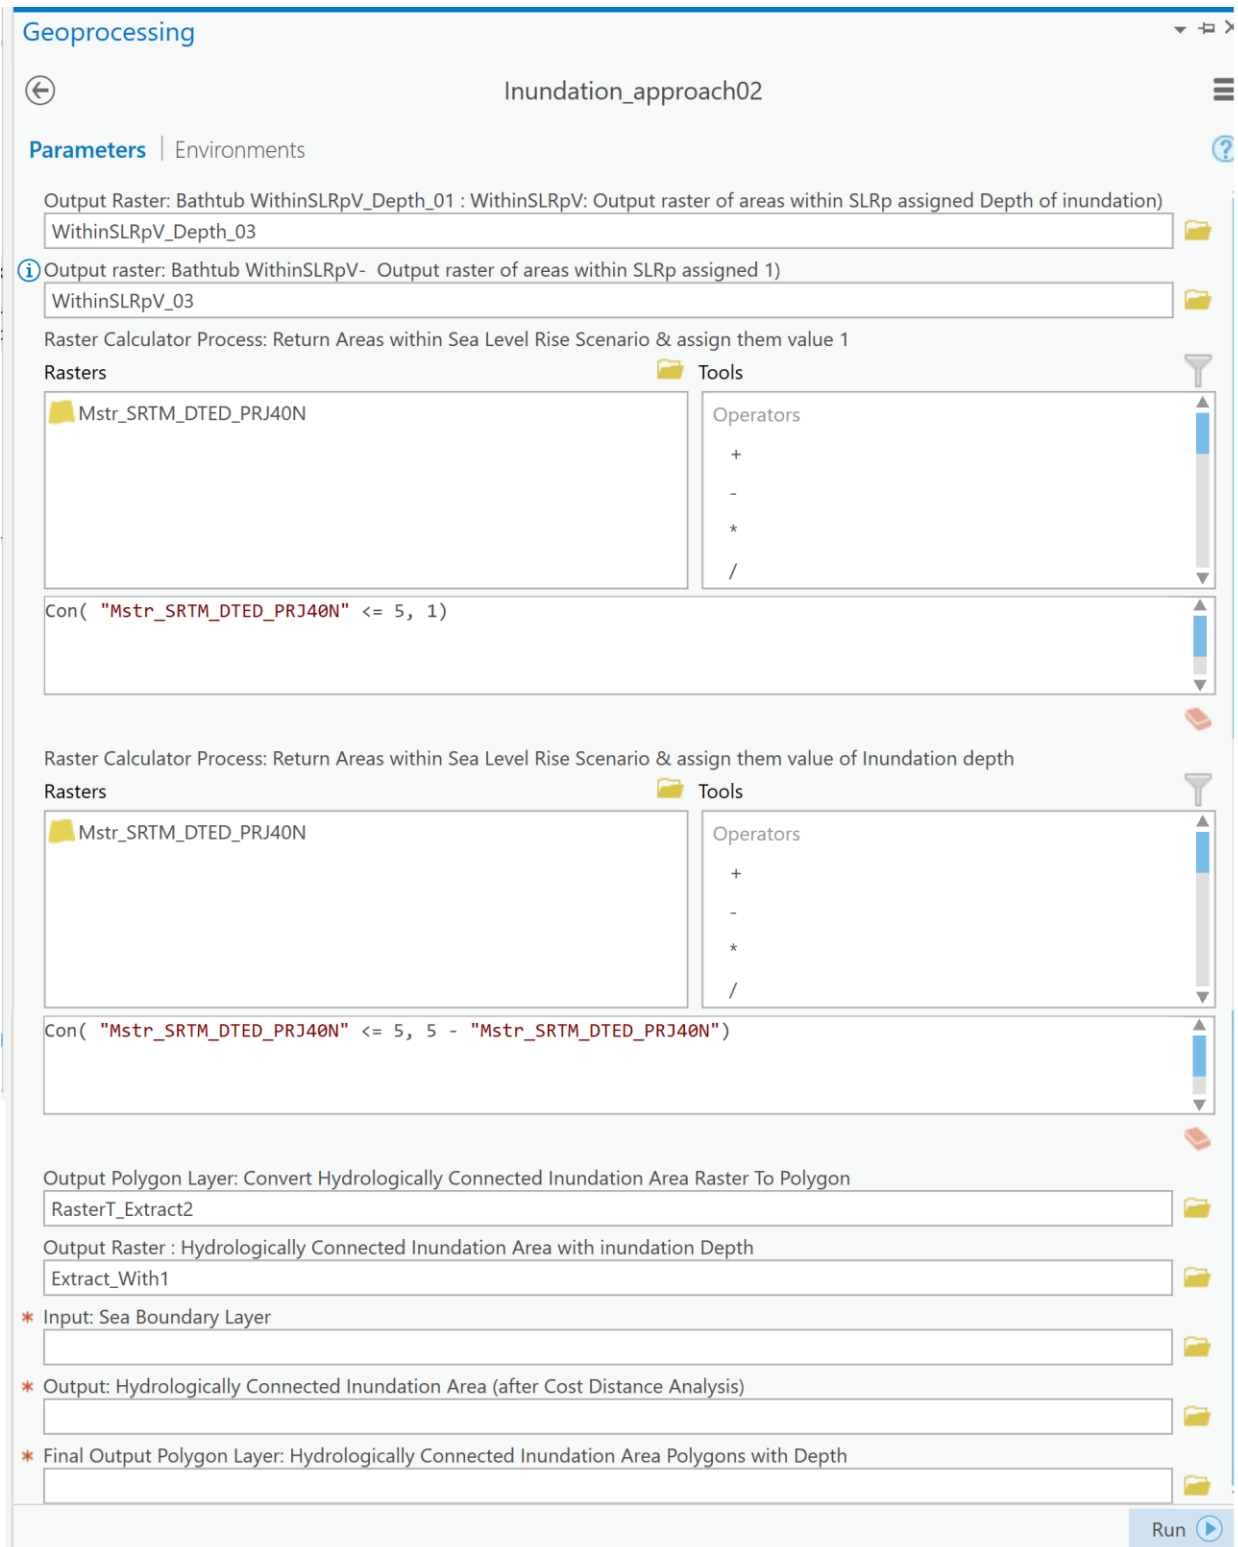 Geoprocessing
Inundation_approach02
Parameters | Environments
Output Raster: Bathtub WithinSLRpV_Depth_01 : WithinSLRpV: Output raster of areas within SLRp assigned Depth of inundation)
WithinSLRpV_Depth_03
Output raster: Bathtub WithinSLRpV- Output raster of areas within SLRp assigned 1)
WithinSLRpV_03
Raster Calculator Process: Return Areas within Sea Level Rise Scenario & assign them value 1
Rasters Tools
Mstr_SRTM_DTED_PRJ40N
Operators
+
-
*
/
Con( "Mstr_SRTM_DTED_PRJ40N" <= 5, 1)
Raster Calculator Process: Return Areas within Sea Level Rise Scenario & assign them value of Inundation depth
Rasters Tools
Mstr_SRTM_DTED_PRJ40N
Operators
+
-
*
/
Con( "Mstr_SRTM_DTED_PRJ40N" <= 5, 5 - "Mstr_SRTM_DTED_PRJ40N")
Output Polygon Layer: Convert Hydrologically Connected Inundation Area Raster To Polygon
RasterT_Extract2
Output Raster : Hydrologically Connected Inundation Area with inundation Depth
Extract_With1
* Input: Sea Boundary Layer
* Output: Hydrologically Connected Inundation Area (after Cost Distance Analysis)
* Final Output Polygon Layer: Hydrologically Connected Inundation Area Polygons with Depth
Run